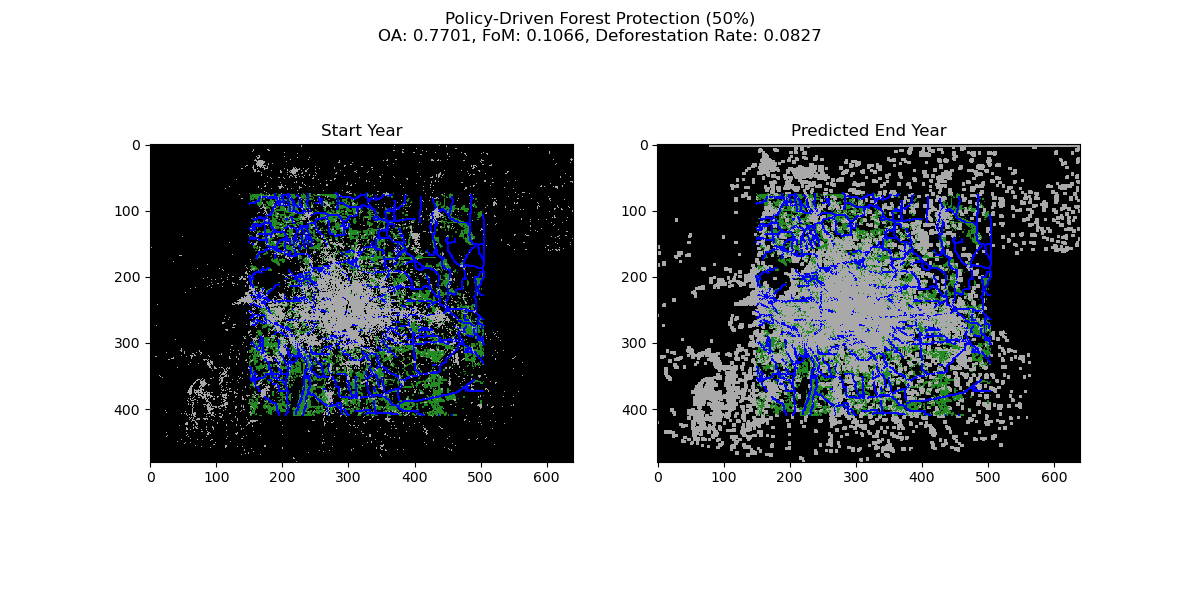 Policy-Driven Forest Protection (50%)
OA: 0.7701, FoM: 0.1066, Deforestation Rate: 0.0827
Start Year
Predicted End Year
0
100
200
300
400
0 100 200 300 400 500 600
0
100
200
300
400
0 100 200 300 400 500 600